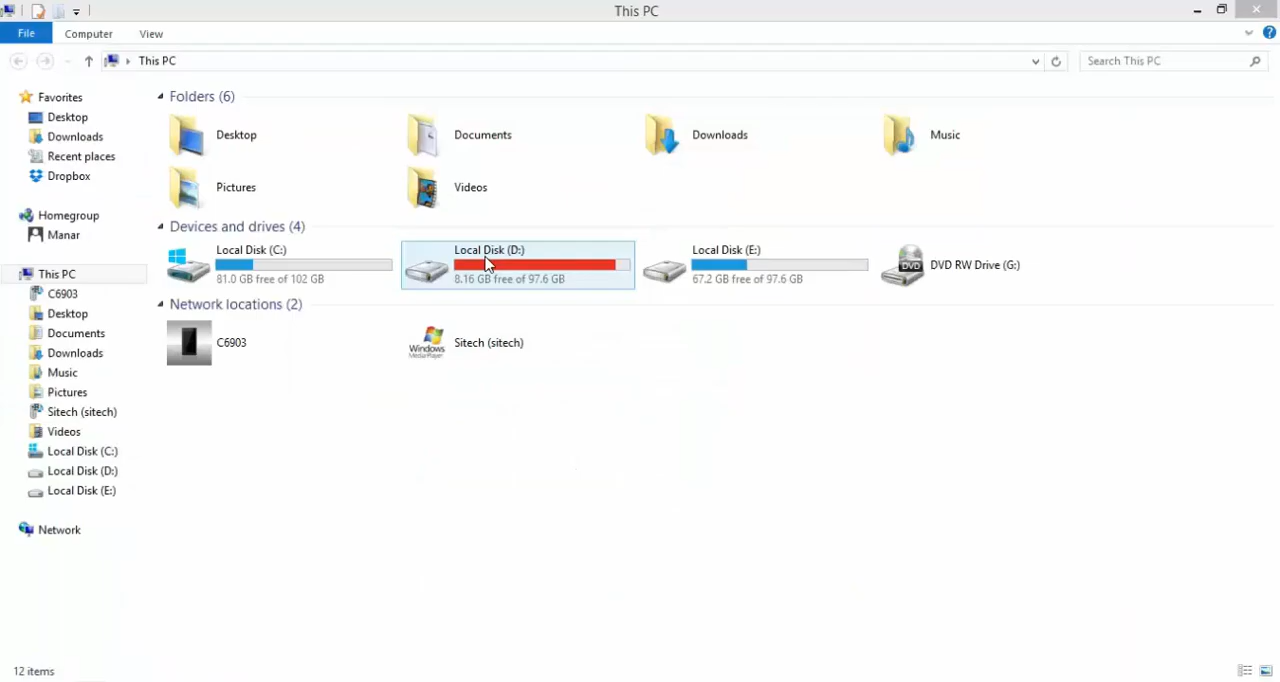 This PC
File Computer View
This PC
Search This PC
Favorites
Desktop
Downloads
Recent places
Dropbox
Homegroup
Manar
This PC
C6903
Desktop
Documents
Downloads
Music
Pictures
Sitech (sitech)
Videos
Local Disk (C:)
Local Disk (D:)
Local Disk (E:)
Network
Folders (6)
Desktop
Documents
Downloads
Music
Pictures
Videos
Devices and drives (4)
Local Disk (C:)
81.0 GB free of 102 GB
Local Disk (D:)
8.16 GB free of 97.6 GB
Local Disk (E:)
67.2 GB free of 97.6 GB
DVD
DVD RW Drive (G:)
Network locations (2)
C6903
Windows
MediaPlayer
Sitech (sitech)
12 items